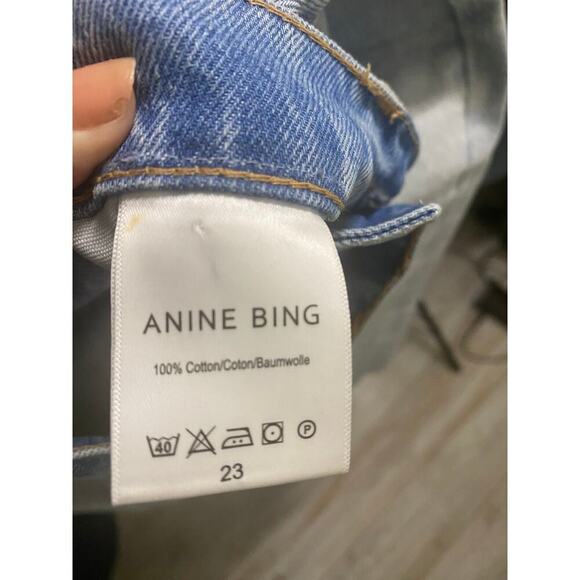 ANINE BING
100% Cotton/Coton/Baumwolle
40 P
23